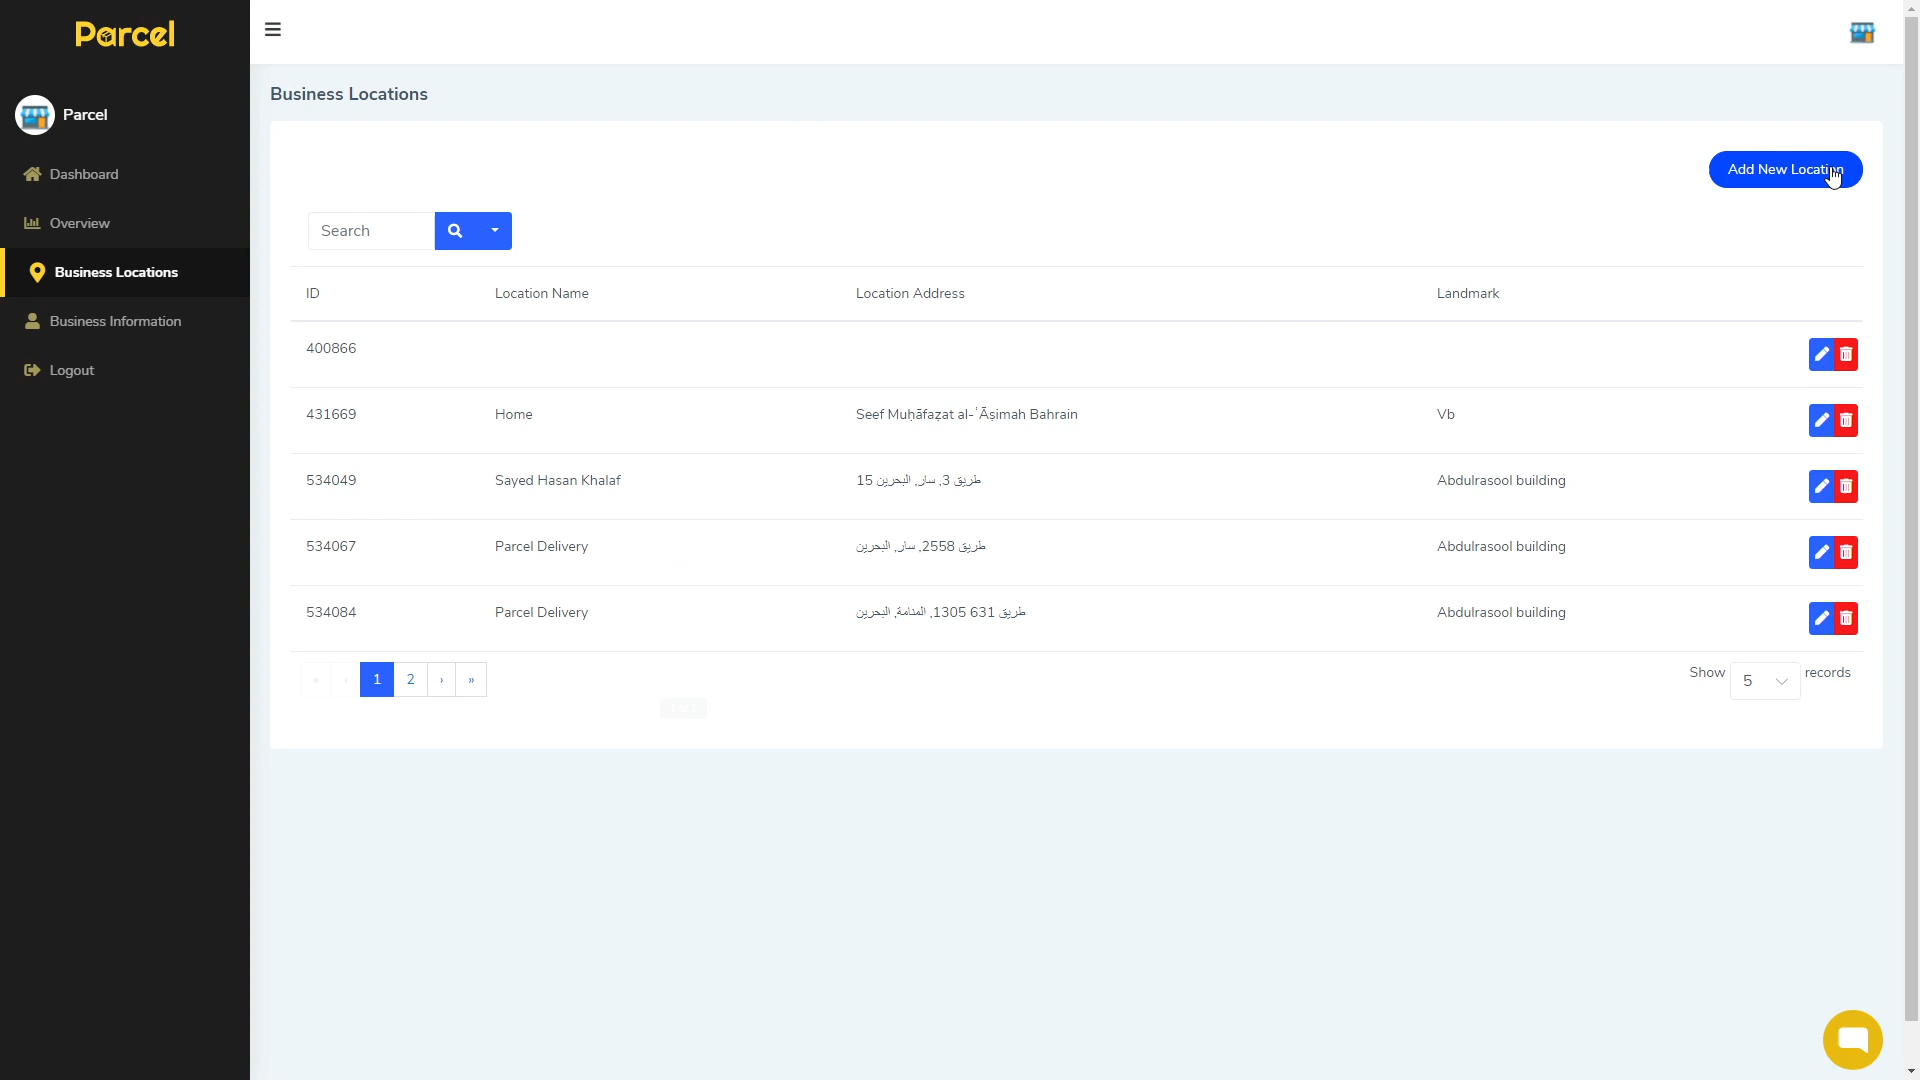 Parcel
Parcel
Dashboard
Overview
Business Locations
Business Information
Logout
Business Locations
Add New Location
Search
ID Location Name Location Address Landmark
400866
431669 Home Seef Muḩāfaz̧at al-‘Āşimah Bahrain Vb
534049 Sayed Hasan Khalaf طريق 3, سار, البحرين 15 Abdulrasool building
534067 Parcel Delivery طريق 2558, سار, البحرين Abdulrasool building
534084 Parcel Delivery طريق 631 1305, المنامة, البحرين Abdulrasool building
« ‹ 1 2 › »
Show 5 records